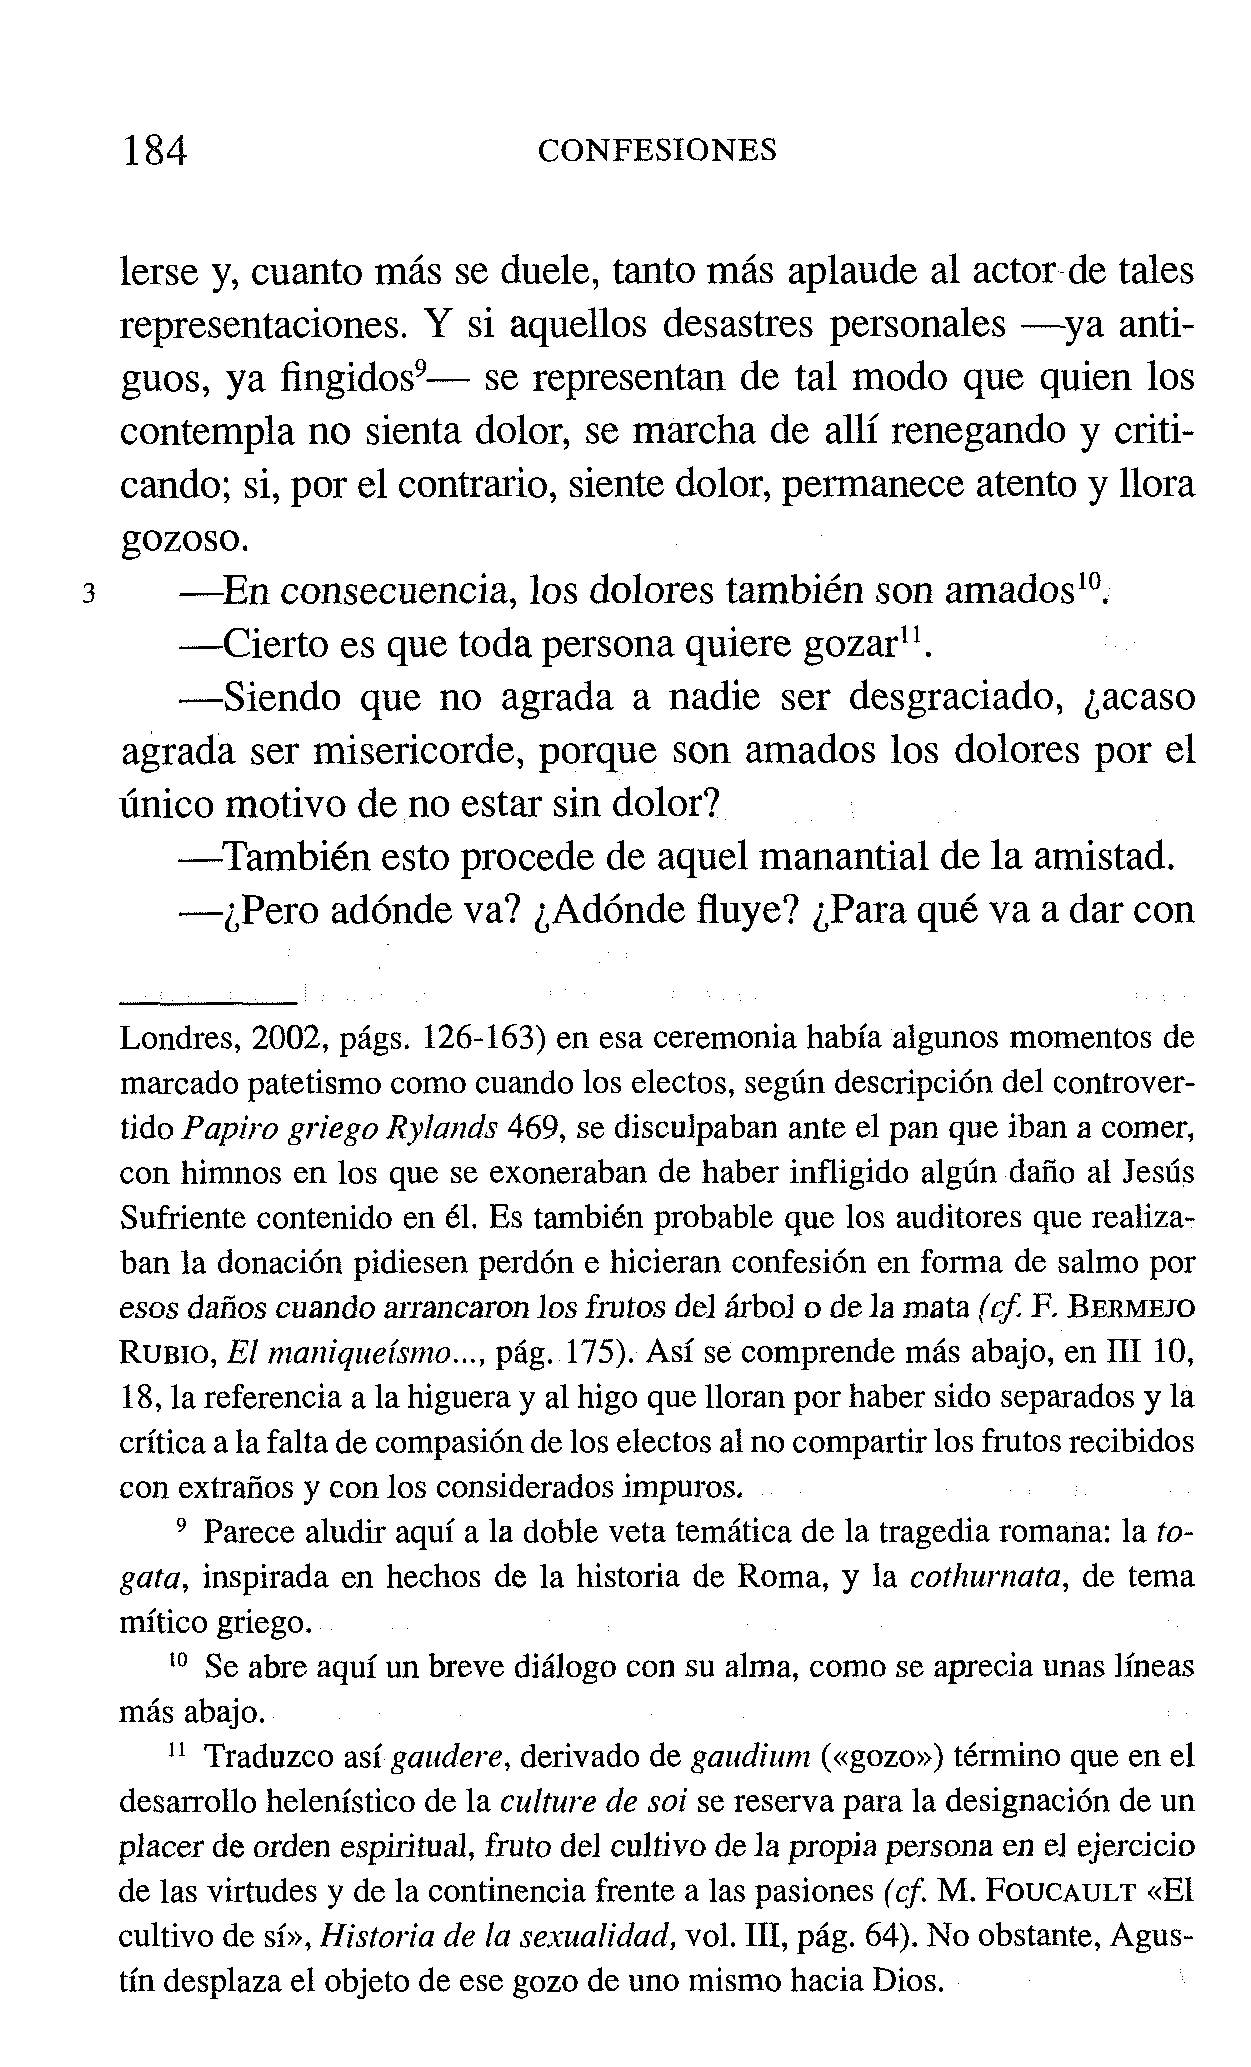 184 CONFESIONES
lerse y, cuanto más se duele, tanto más aplaude al actor de tales
representaciones. Y si aquellos desastres personales —ya anti-
guos, ya fingidos⁹— se representan de tal modo que quien los
contempla no sienta dolor, se marcha de allí renegando y criti-
cando; si, por el contrario, siente dolor, permanece atento y llora
gozoso.
3 —En consecuencia, los dolores también son amados¹⁰.
—Cierto es que toda persona quiere gozar¹¹.
—Siendo que no agrada a nadie ser desgraciado, ¿acaso
agrada ser misericorde, porque son amados los dolores por el
único motivo de no estar sin dolor?
—También esto procede de aquel manantial de la amistad.
—¿Pero adónde va? ¿Adónde fluye? ¿Para qué va a dar con
Londres, 2002, págs. 126-163) en esa ceremonia había algunos momentos de
marcado patetismo como cuando los electos, según descripción del controver-
tido Papiro griego Rylands 469, se disculpaban ante el pan que iban a comer,
con himnos en los que se exoneraban de haber infligido algún daño al Jesús
Sufriente contenido en él. Es también probable que los auditores que realiza-
ban la donación pidiesen perdón e hicieran confesión en forma de salmo por
esos daños cuando arrancaron los frutos del árbol o de la mata (cf. F. BERMEJO
RUBIO, El maniqueísmo..., pág. 175). Así se comprende más abajo, en III 10,
18, la referencia a la higuera y al higo que lloran por haber sido separados y la
crítica a la falta de compasión de los electos al no compartir los frutos recibidos
con extraños y con los considerados impuros.
⁹ Parece aludir aquí a la doble veta temática de la tragedia romana: la to-
gata, inspirada en hechos de la historia de Roma, y la cothurnata, de tema
mítico griego.
¹⁰ Se abre aquí un breve diálogo con su alma, como se aprecia unas líneas
más abajo.
¹¹ Traduzco así gaudere, derivado de gaudium («gozo») término que en el
desarrollo helenístico de la culture de soi se reserva para la designación de un
placer de orden espiritual, fruto del cultivo de la propia persona en el ejercicio
de las virtudes y de la continencia frente a las pasiones (cf. M. FOUCAULT «El
cultivo de sí», Historia de la sexualidad, vol. III, pág. 64). No obstante, Agus-
tín desplaza el objeto de ese gozo de uno mismo hacia Dios.